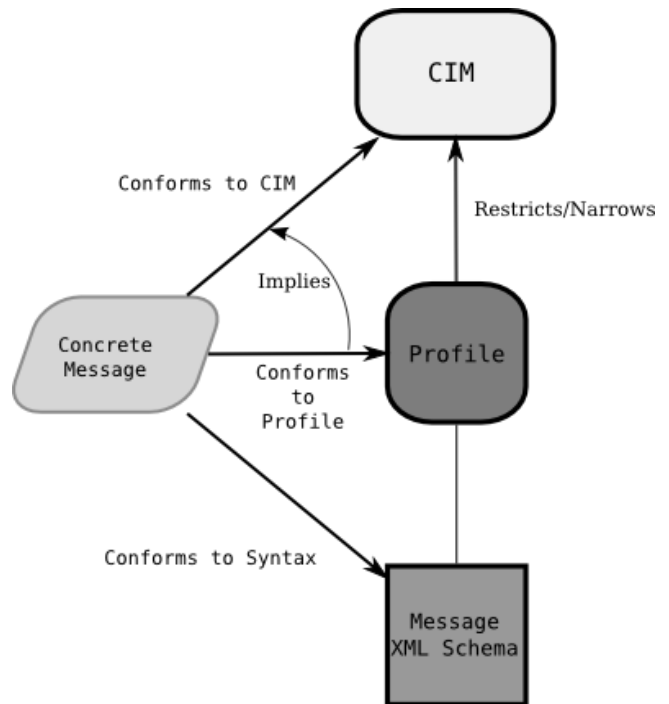 CIM
Conforms to CIM
Restricts/Narrows
Implies
Concrete
Message
Profile
Conforms
to
Profile
Conforms to Syntax
Message
XML Schema